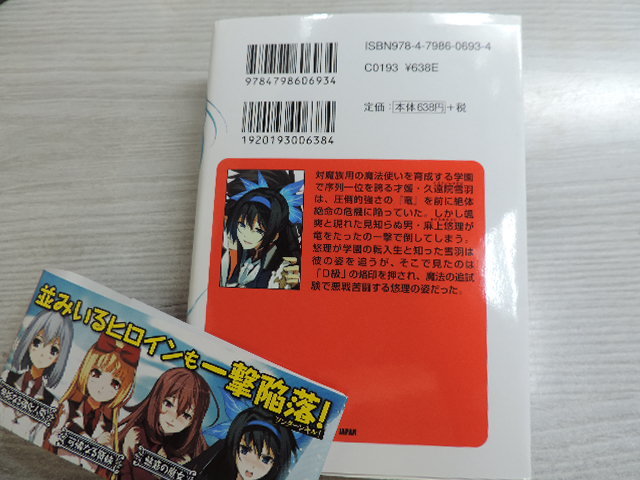 ISBN978-4-7986-0693-4
C0193 ¥638E
定価：本体638円＋税
9784798606934
1920193006384
対魔族用の魔法使いを育成する学園
で序列一位を誇る才媛・久遠院雪羽
は、圧倒的強さの『竜』を前に絶体
絶命の危機に陥っていた。しかし颯
爽と現れた見知らぬ男・麻上悠理が
竜をたったの一撃で倒してしまう。
悠理が学園の転入生と知った雪羽は
彼の姿を追うが、そこで見たのは
「D級」の烙印を押され、魔法の追試
験で悪戦苦闘する悠理の姿だった。
並みいるヒロインも一撃陥落！
ワンターンキル！
JAPAN